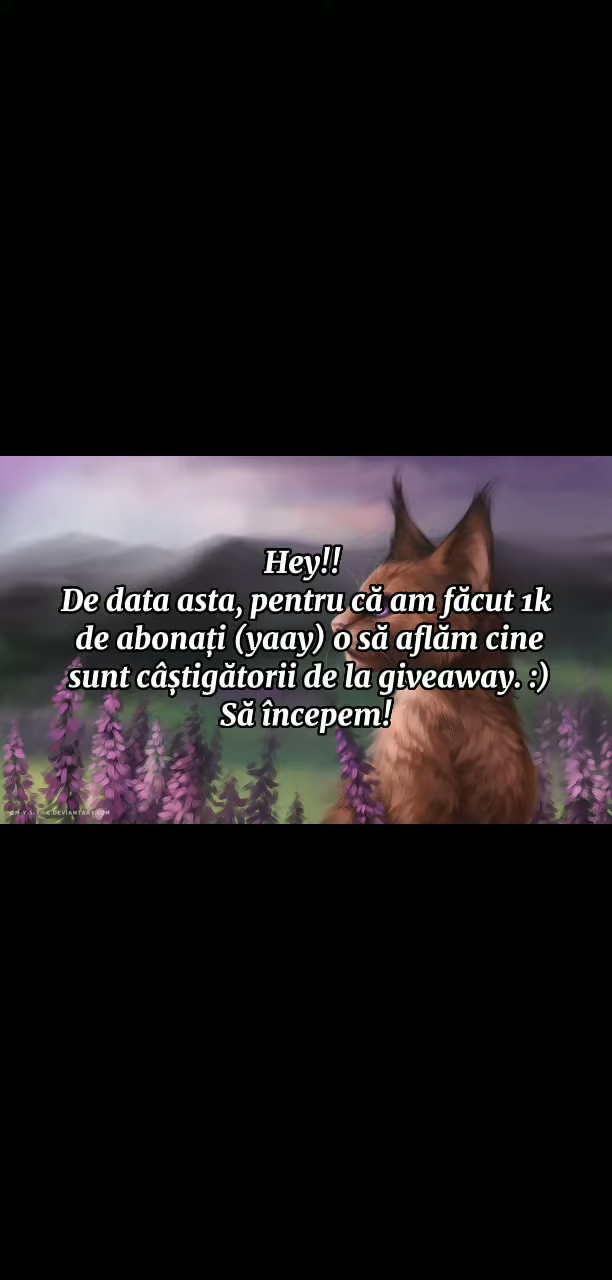 Hey!!
De data asta, pentru că am făcut 1k
de abonați (yaay) o să aflăm cine
sunt câștigătorii de la giveaway. :)
Să începem!